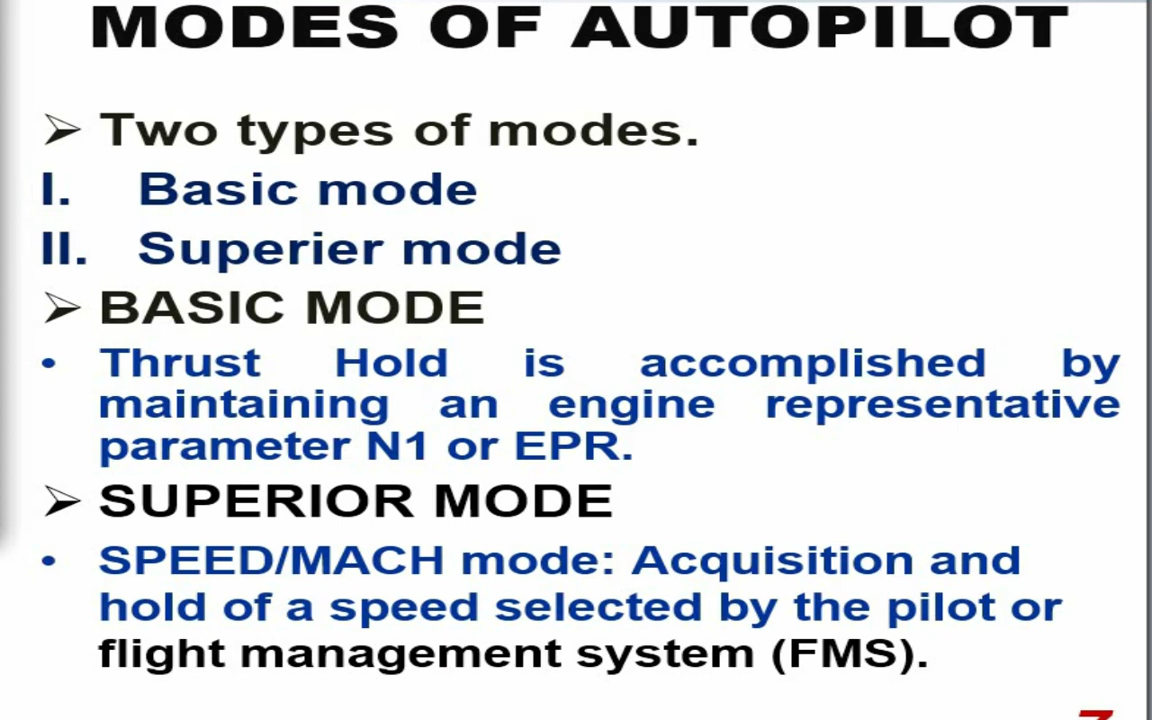 MODES OF AUTOPILOT
➢ Two types of modes.
I. Basic mode
II. Superier mode
➢ BASIC MODE
• Thrust Hold is accomplished by
maintaining an engine representative
parameter N1 or EPR.
➢ SUPERIOR MODE
• SPEED/MACH mode: Acquisition and
hold of a speed selected by the pilot or
flight management system (FMS).